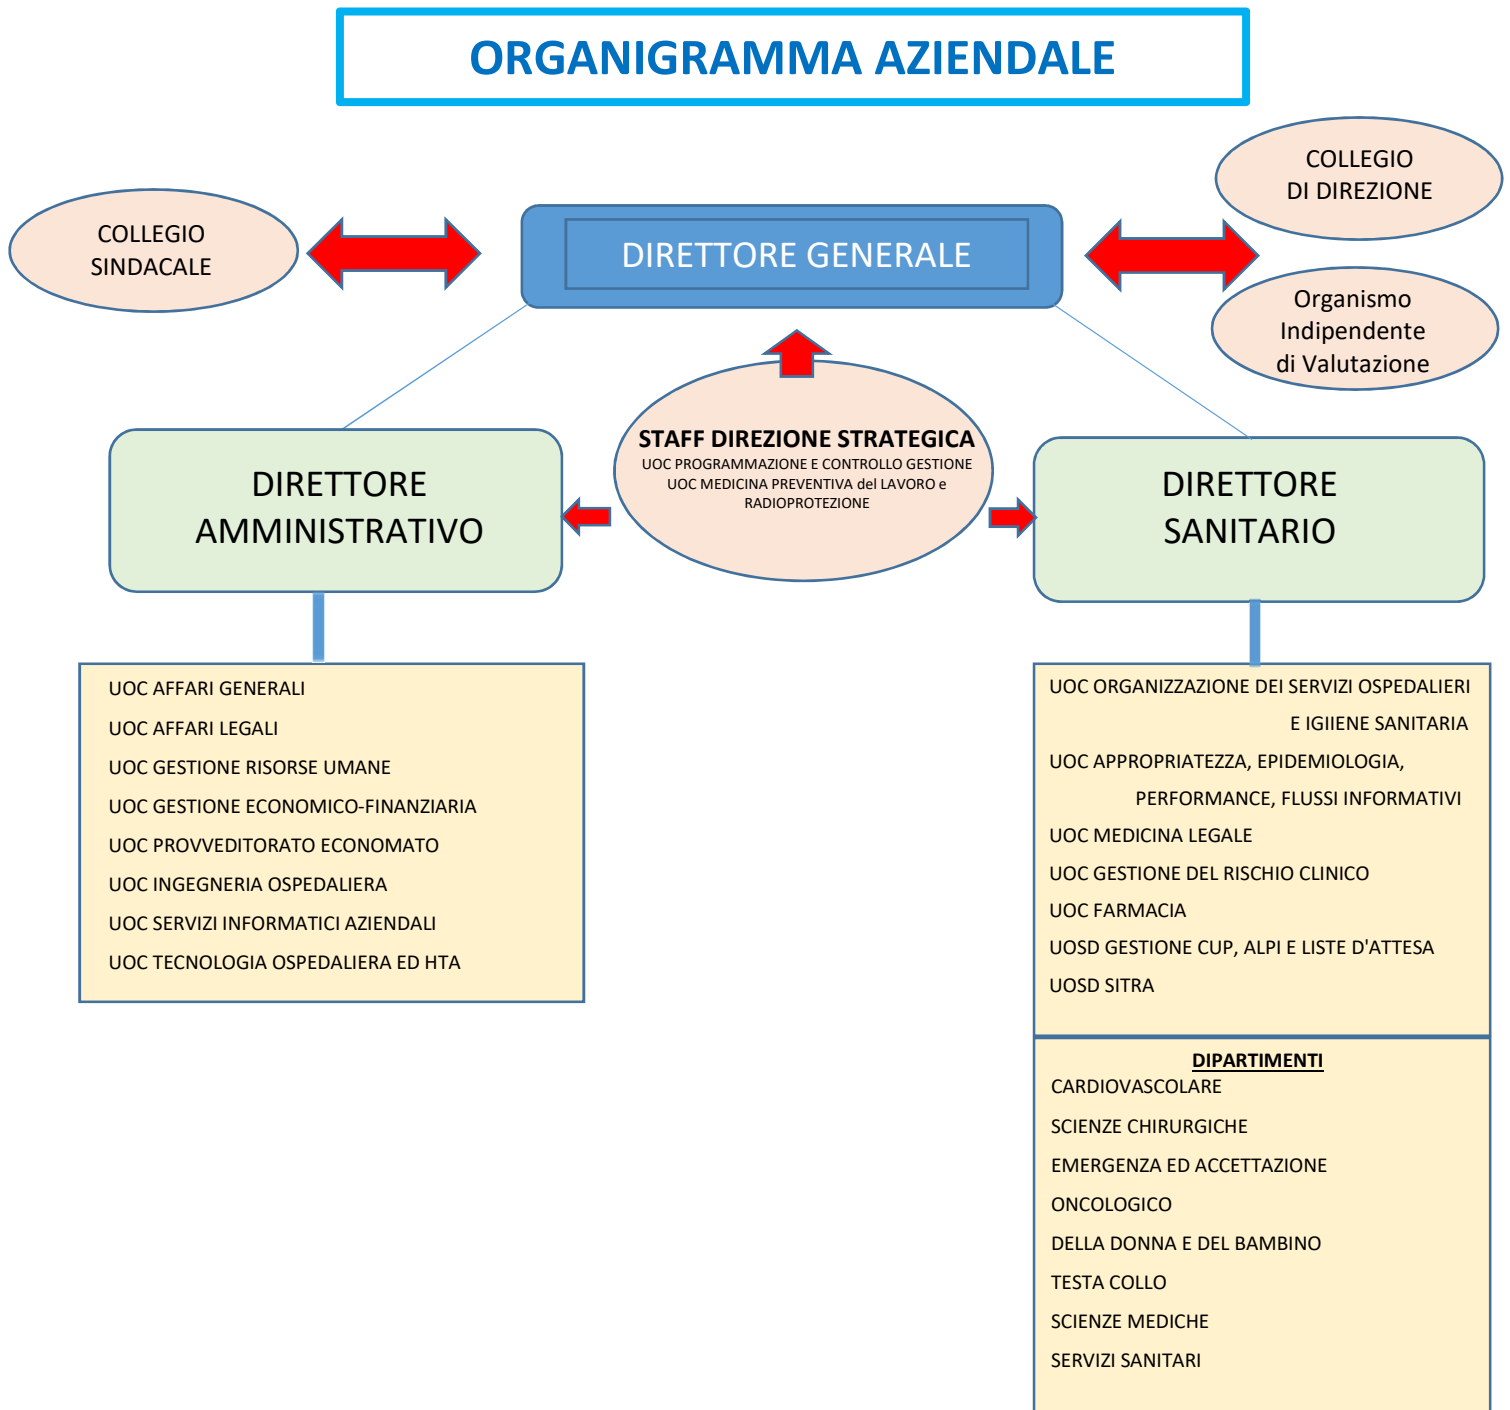 ORGANIGRAMMA AZIENDALE
COLLEGIO
DI DIREZIONE
COLLEGIO
SINDACALE
DIRETTORE GENERALE
Organismo
Indipendente
di Valutazione
STAFF DIREZIONE STRATEGICA
UOC PROGRAMMAZIONE E CONTROLLO GESTIONE
UOC MEDICINA PREVENTIVA del LAVORO e
RADIOPROTEZIONE
DIRETTORE
AMMINISTRATIVO
DIRETTORE
SANITARIO
UOC AFFARI GENERALI
UOC AFFARI LEGALI
UOC GESTIONE RISORSE UMANE
UOC GESTIONE ECONOMICO-FINANZIARIA
UOC PROVVEDITORATO ECONOMATO
UOC INGEGNERIA OSPEDALIERA
UOC SERVIZI INFORMATICI AZIENDALI
UOC TECNOLOGIA OSPEDALIERA ED HTA
UOC ORGANIZZAZIONE DEI SERVIZI OSPEDALIERI
E IGIIENE SANITARIA
UOC APPROPRIATEZZA, EPIDEMIOLOGIA,
PERFORMANCE, FLUSSI INFORMATIVI
UOC MEDICINA LEGALE
UOC GESTIONE DEL RISCHIO CLINICO
UOC FARMACIA
UOSD GESTIONE CUP, ALPI E LISTE D'ATTESA
UOSD SITRA
DIPARTIMENTI
CARDIOVASCOLARE
SCIENZE CHIRURGICHE
EMERGENZA ED ACCETTAZIONE
ONCOLOGICO
DELLA DONNA E DEL BAMBINO
TESTA COLLO
SCIENZE MEDICHE
SERVIZI SANITARI